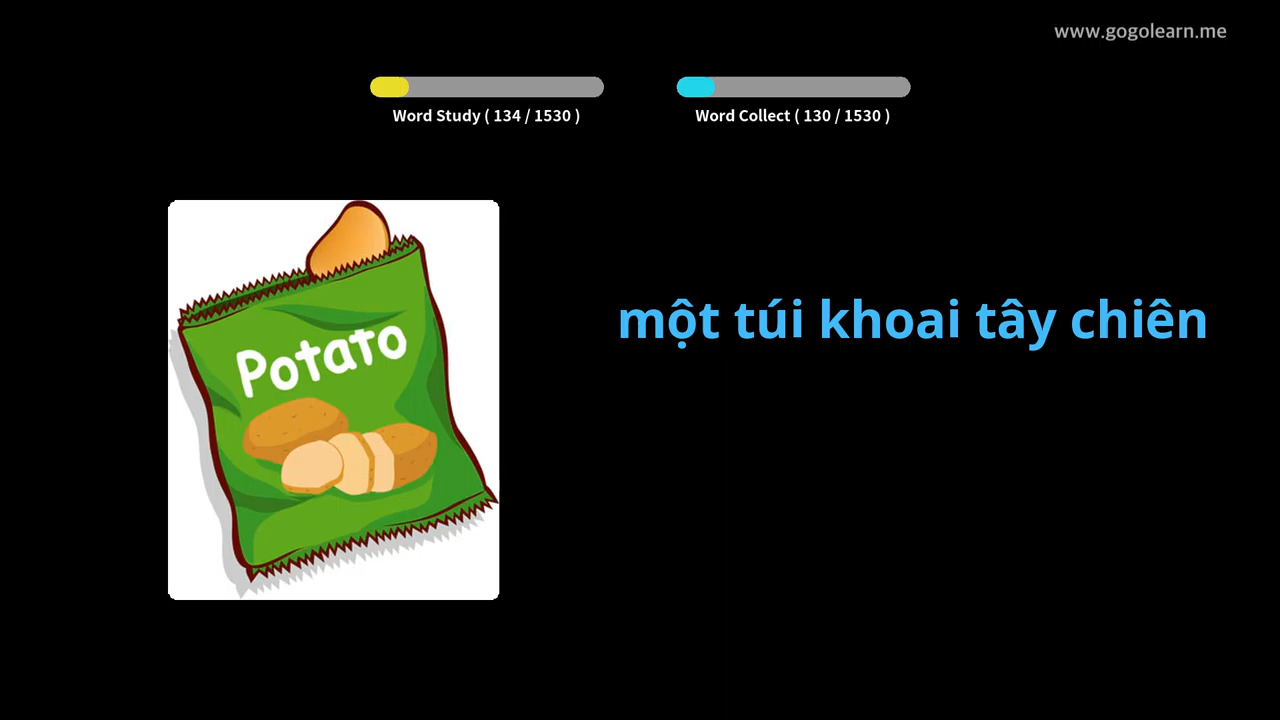 www.gogolearn.me
Word Study ( 134 / 1530 )
Word Collect ( 130 / 1530 )
Potato
một túi khoai tây chiên